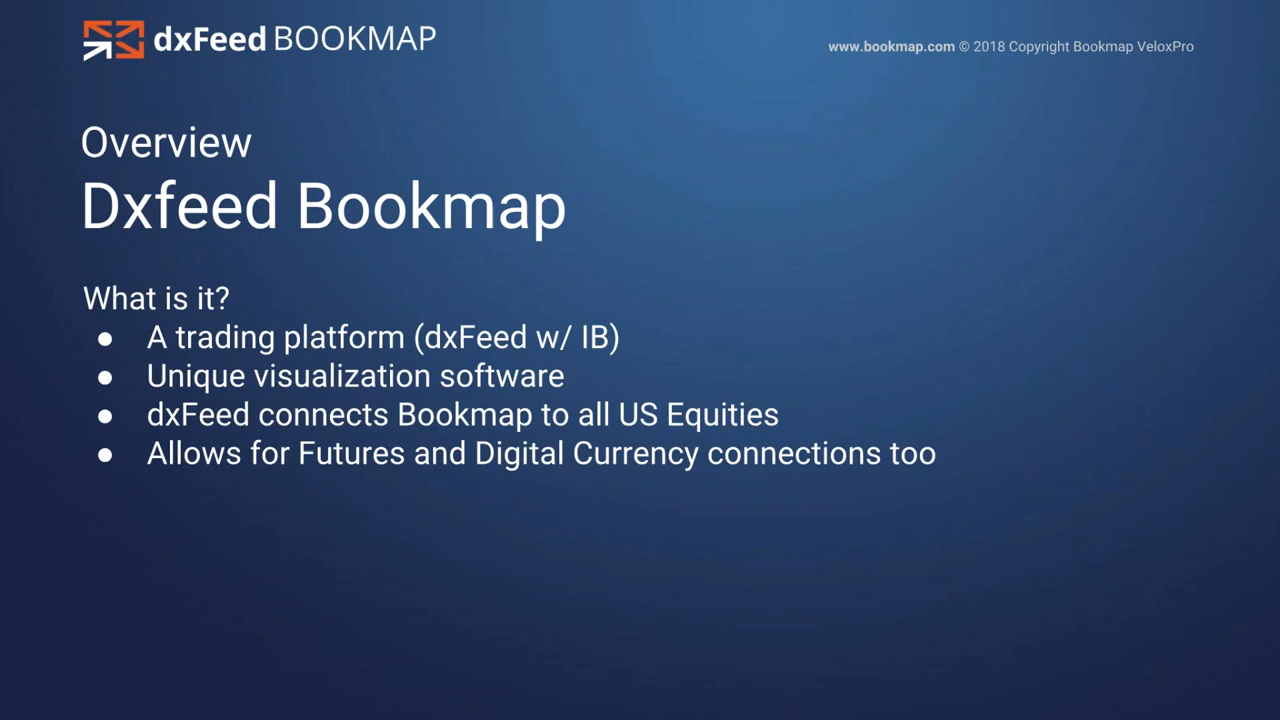 dxFeed BOOKMAP
www.bookmap.com © 2018 Copyright Bookmap VeloxPro
Overview
Dxfeed Bookmap
What is it?
● A trading platform (dxFeed w/ IB)
● Unique visualization software
● dxFeed connects Bookmap to all US Equities
● Allows for Futures and Digital Currency connections too